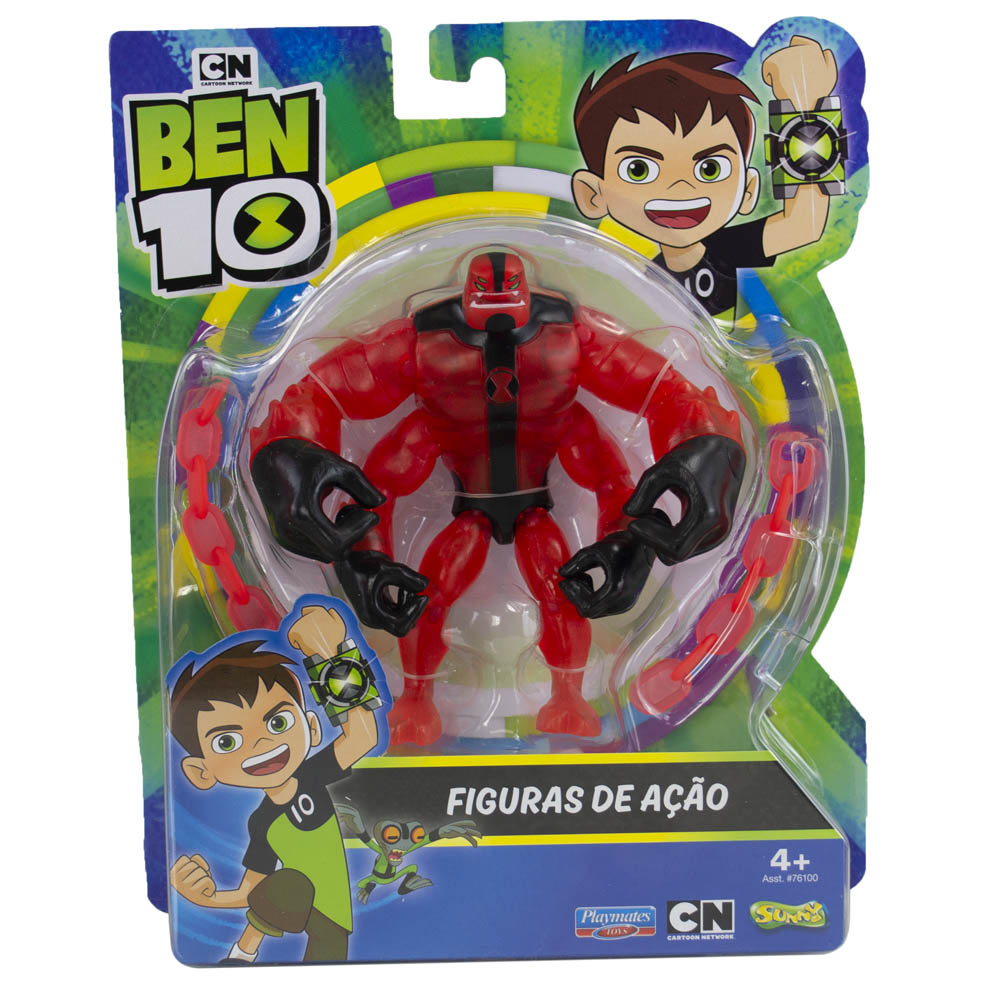 CN
CARTOON NETWORK
BEN
10
10
10
FIGURAS DE AÇÃO
4+
Asst. #76100
Playmates
TOYS
CN
CARTOON NETWORK
SUNNY